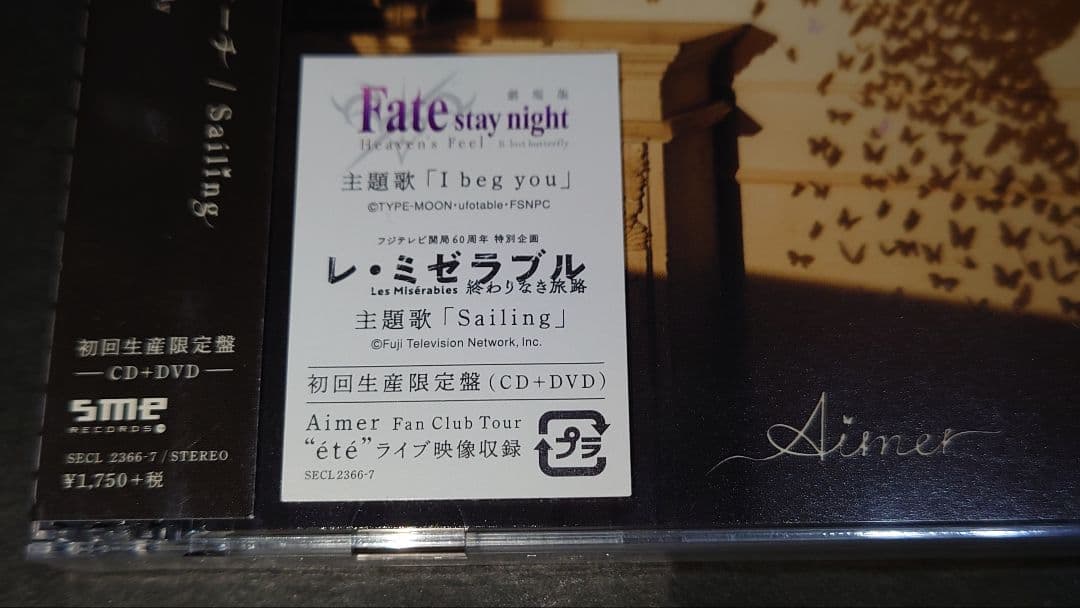 ーチ / Sailing
初回生産限定盤
CD+DVD
sme
RECORDS
SECL 2366-7 / STEREO
¥1,750+税
劇場版
Fate stay night
Heaven's Feel II. lost butterfly
主題歌「I beg you」
©TYPE-MOON・ufotable・FSNPC
フジテレビ開局60周年 特別企画
レ・ミゼラブル
Les Misérables 終わりなき旅路
主題歌「Sailing」
©Fuji Television Network, Inc.
初回生産限定盤(CD+DVD)
Aimer Fan Club Tour
“été”ライブ映像収録
プラ
SECL 2366-7
Aimer